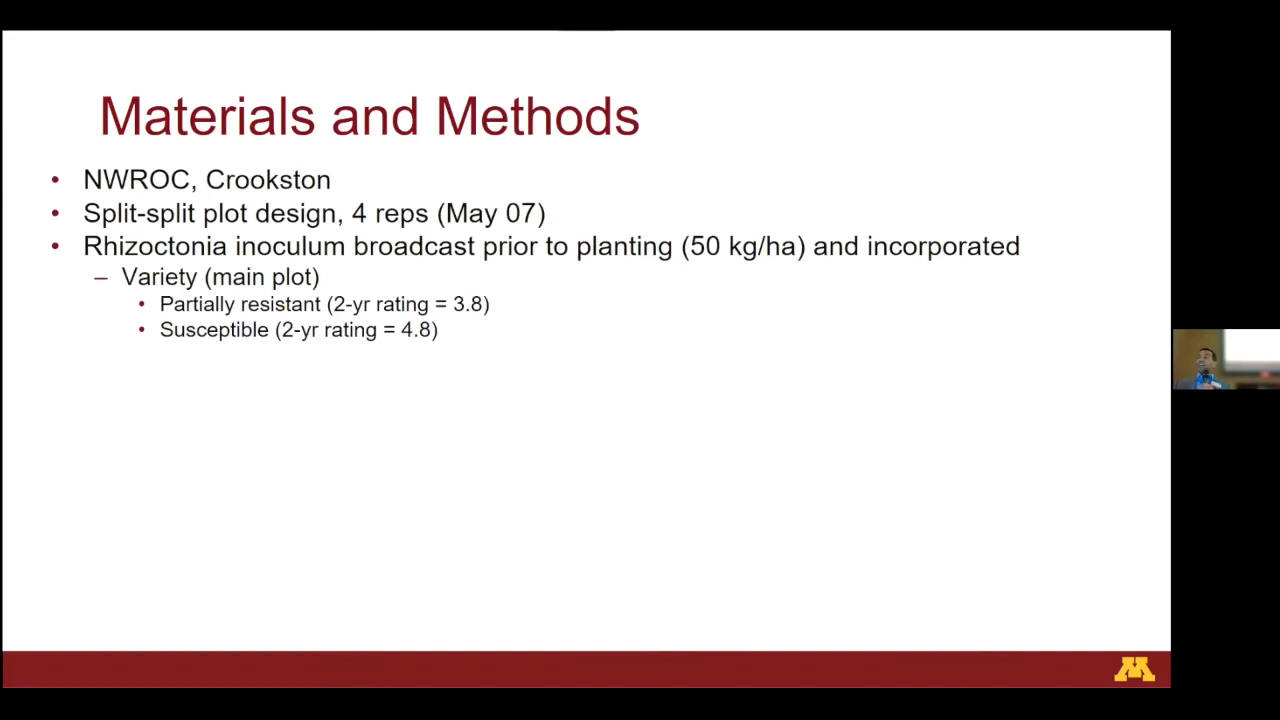 Materials and Methods
• NWROC, Crookston
• Split-split plot design, 4 reps (May 07)
• Rhizoctonia inoculum broadcast prior to planting (50 kg/ha) and incorporated
– Variety (main plot)
• Partially resistant (2-yr rating = 3.8)
• Susceptible (2-yr rating = 4.8)
M